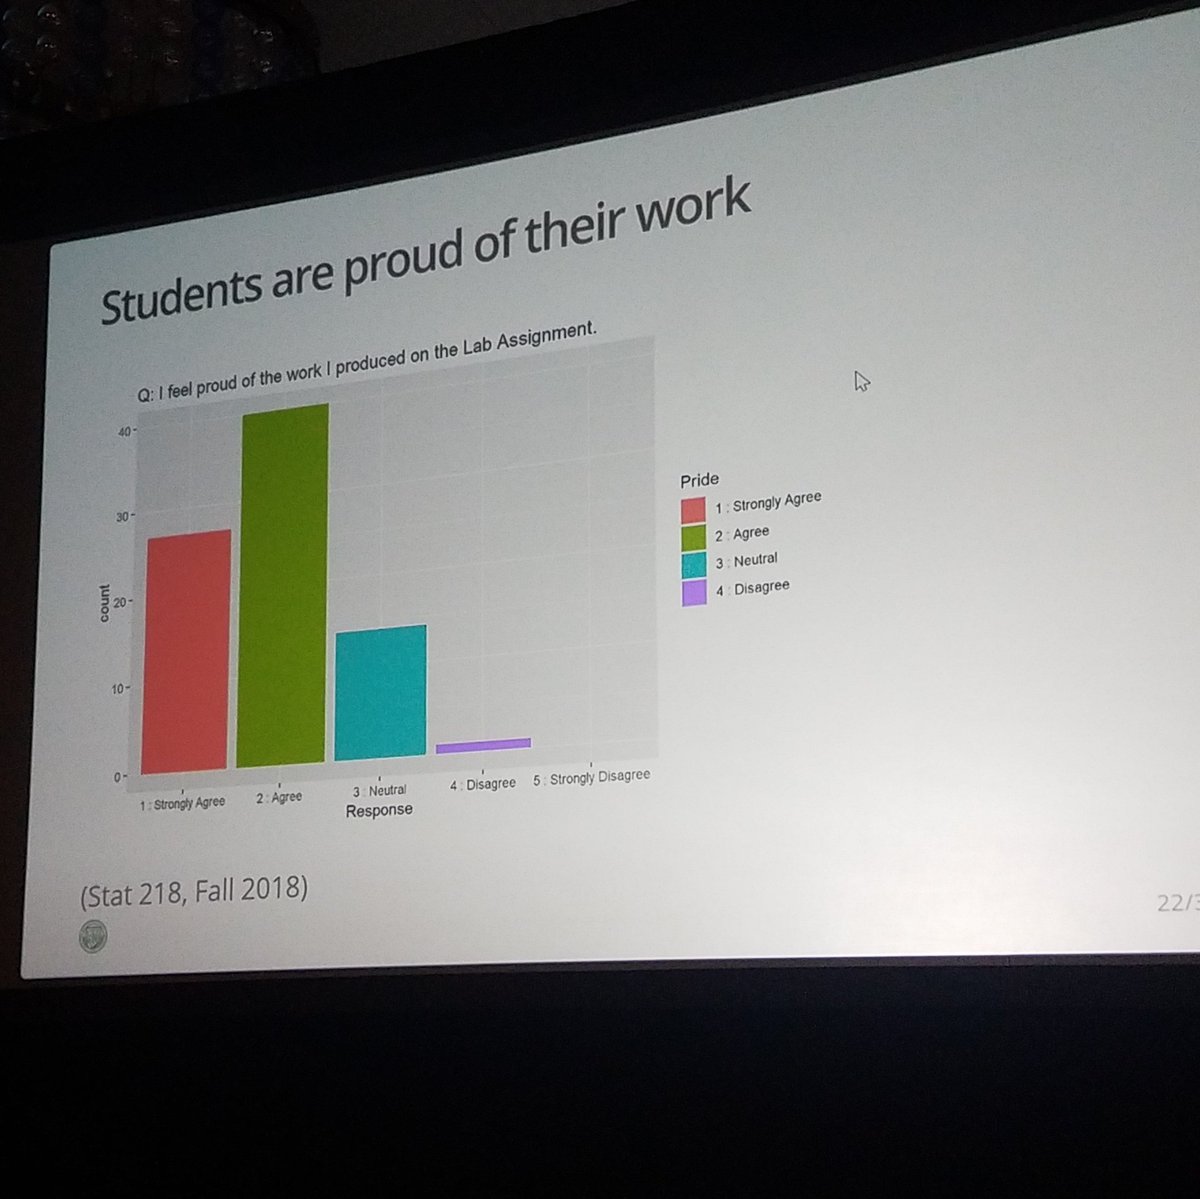 Students are proud of their work
Q: I feel proud of the work I produced on the Lab Assignment.
40
30
20
10
0
count
1 : Strongly Agree
2 : Agree
3 : Neutral
4 : Disagree
5 : Strongly Disagree
Response
Pride
1 : Strongly Agree
2 : Agree
3 : Neutral
4 : Disagree
(Stat 218, Fall 2018)
22/3